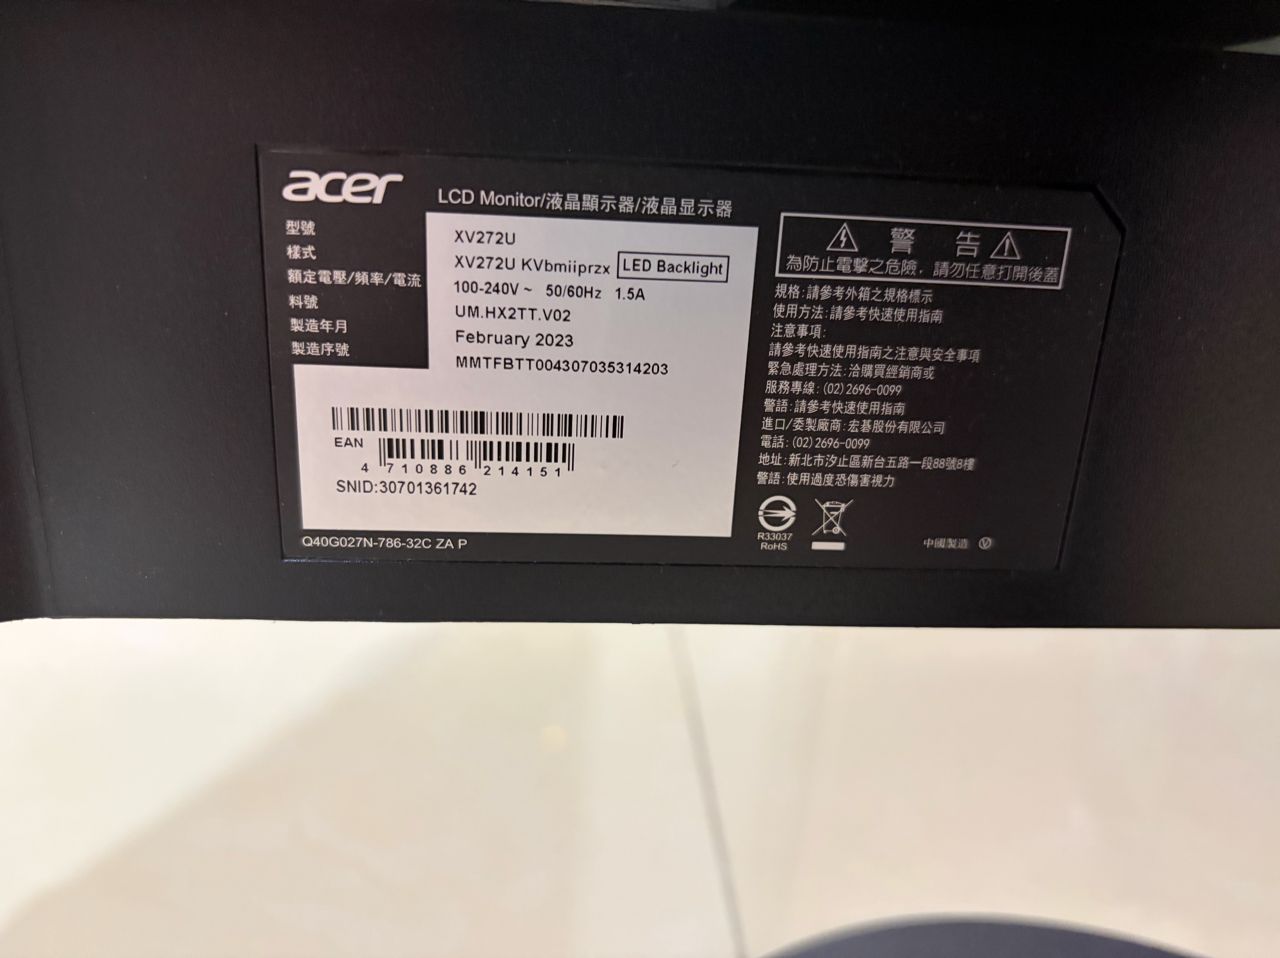 acer
LCD Monitor/液晶顯示器/液晶显示器
型號 XV272U
樣式 XV272U KVbmiiprzx LED Backlight
額定電壓/頻率/電流 100-240V ~ 50/60Hz 1.5A
料號 UM.HX2TT.V02
製造年月 February 2023
製造序號 MMTFBTT004307035314203
EAN
4 710886 214151
SNID:30701361742
Q40G027N-786-32C ZA P
警 告
為防止電擊之危險，請勿任意打開後蓋
規格:請參考外箱之規格標示
使用方法:請參考快速使用指南
注意事項:
請參考快速使用指南之注意與安全事項
緊急處理方法:洽購買經銷商或
服務專線:(02)2696-0099
警語:請參考快速使用指南
進口/委製廠商:宏碁股份有限公司
電話:(02)2696-0099
地址:新北市汐止區新台五路一段88號8樓
警語:使用過度恐傷害視力
R33037
RoHS
中國製造 Ⓥ